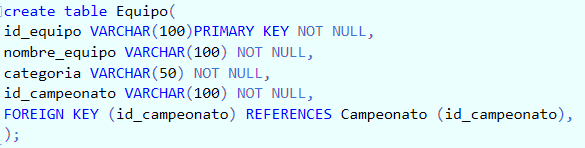 create table Equipo(
id_equipo VARCHAR(100)PRIMARY KEY NOT NULL,
nombre_equipo VARCHAR(100) NOT NULL,
categoria VARCHAR(50) NOT NULL,
id_campeonato VARCHAR(100) NOT NULL,
FOREIGN KEY (id_campeonato) REFERENCES Campeonato (id_campeonato),
);